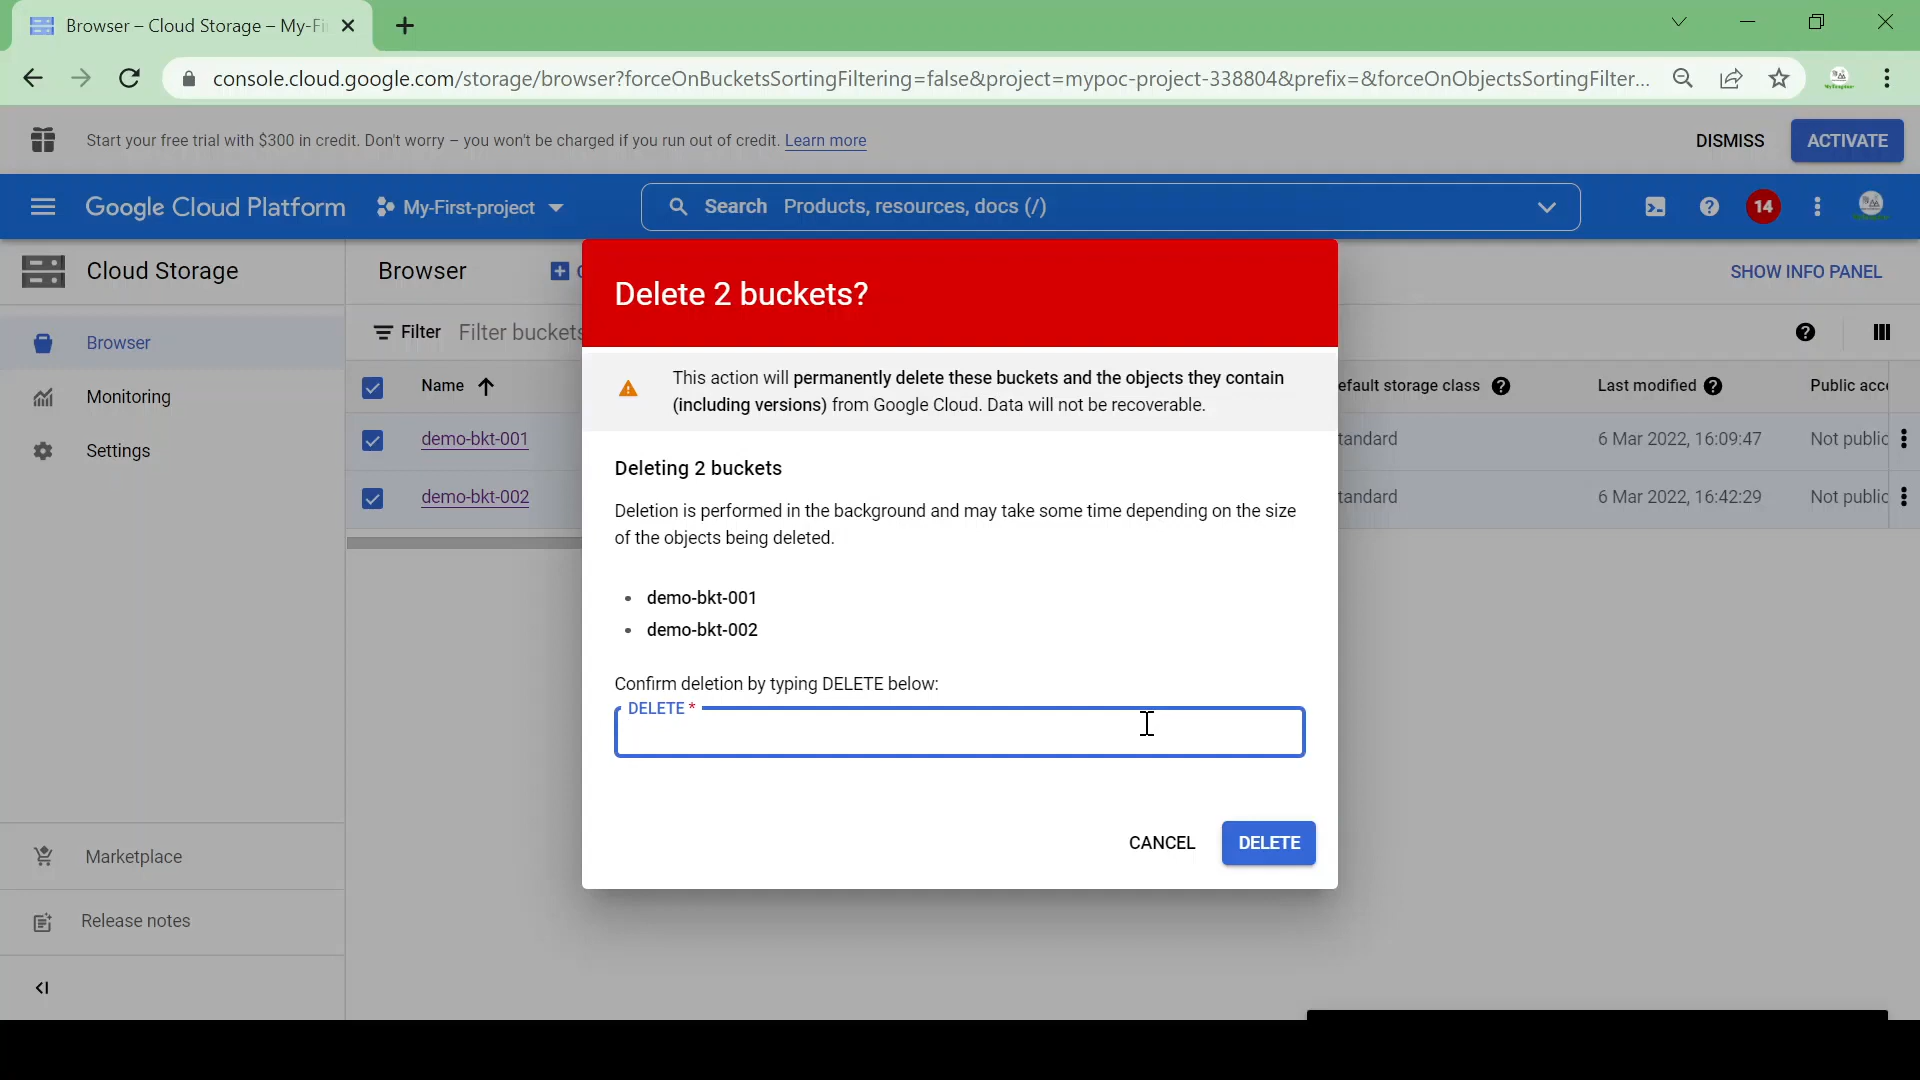 Browser – Cloud Storage – My-Fi
console.cloud.google.com/storage/browser?forceOnBucketsSortingFiltering=false&project=mypoc-project-338804&prefix=&forceOnObjectsSortingFilter...
Start your free trial with $300 in credit. Don't worry – you won't be charged if you run out of credit. Learn more
DISMISS
ACTIVATE
Google Cloud Platform
My-First-project
Search Products, resources, docs (/)
14
Cloud Storage
Browser
SHOW INFO PANEL
Browser
Monitoring
Settings
Marketplace
Release notes
Filter Filter buckets
Name
efault storage class
Last modified
Public acc
demo-bkt-001
tandard
6 Mar 2022, 16:09:47
Not public
demo-bkt-002
tandard
6 Mar 2022, 16:42:29
Not public
Delete 2 buckets?
This action will permanently delete these buckets and the objects they contain
(including versions) from Google Cloud. Data will not be recoverable.
Deleting 2 buckets
Deletion is performed in the background and may take some time depending on the size
of the objects being deleted.
• demo-bkt-001
• demo-bkt-002
Confirm deletion by typing DELETE below:
DELETE *
CANCEL
DELETE